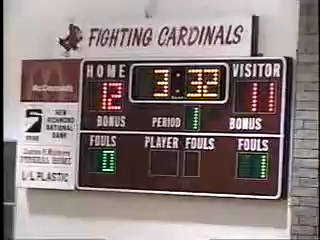 FIGHTING CARDINALS
McDonald's
HOME 3:32 VISITOR
12 11
BONUS PERIOD 1 BONUS
NEW
RICHMOND
NATIONAL
BANK
FOULS PLAYER FOULS FOULS
0 1
FUNERAL HOME
L/L PLASTIC